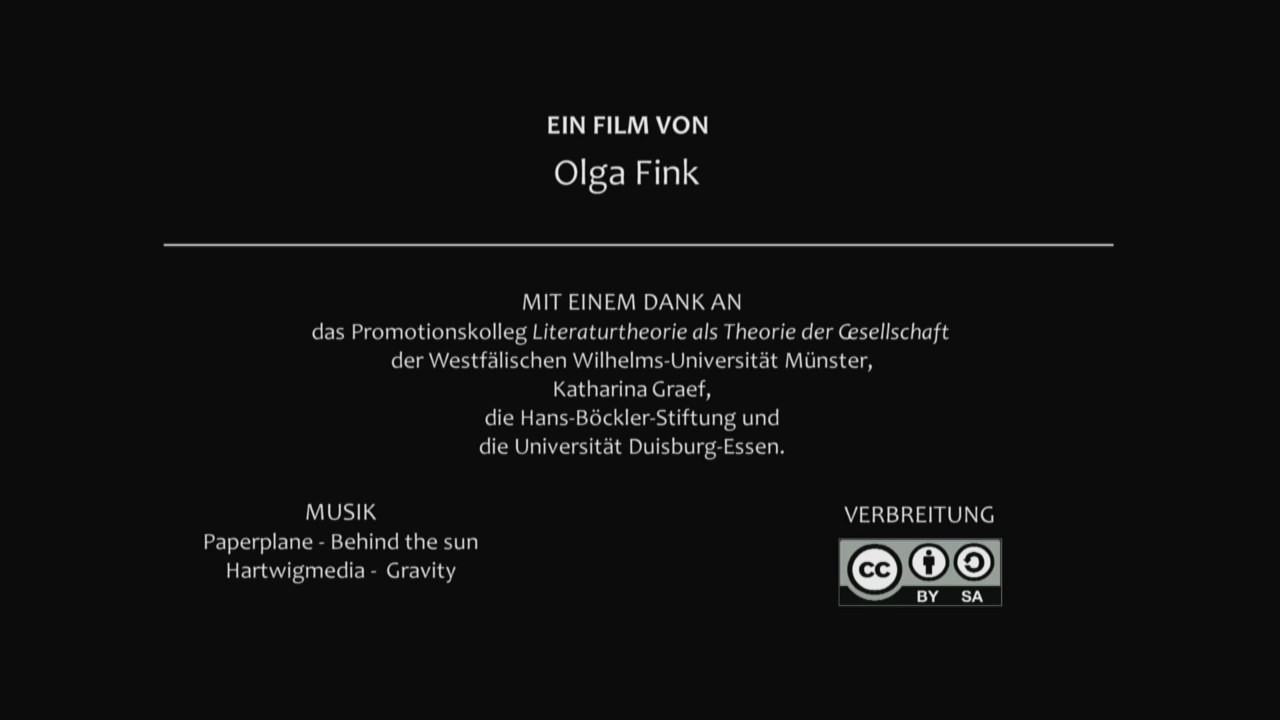 EIN FILM VON
Olga Fink
MIT EINEM DANK AN
das Promotionskolleg Literaturtheorie als Theorie der Gesellschaft
der Westfälischen Wilhelms-Universität Münster,
Katharina Graef,
die Hans-Böckler-Stiftung und
die Universität Duisburg-Essen.
MUSIK
Paperplane - Behind the sun
Hartwigmedia - Gravity
VERBREITUNG
cc
BY SA